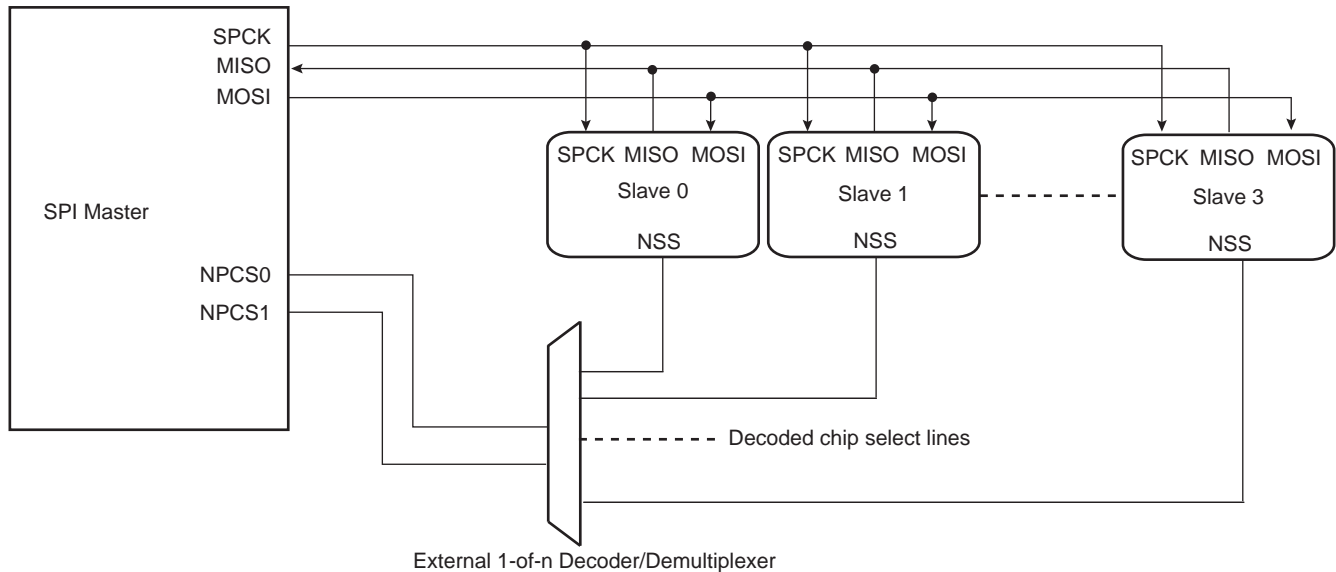 SPCK
MISO
MOSI
SPCK MISO MOSI
Slave 0
NSS
SPCK MISO MOSI
Slave 1
NSS
SPCK MISO MOSI
Slave 3
NSS
SPI Master
NPCS0
NPCS1
Decoded chip select lines
External 1-of-n Decoder/Demultiplexer